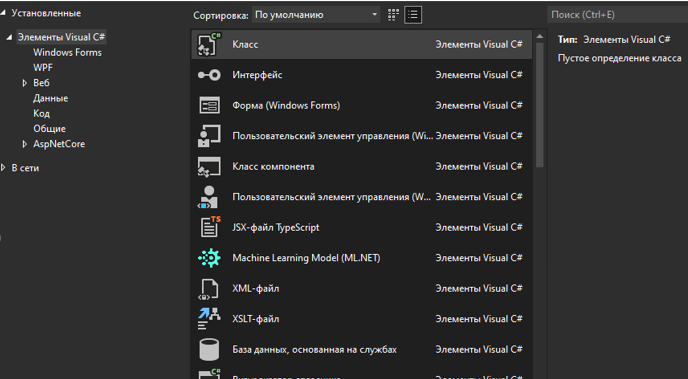 Установленные
Элементы Visual C#
Windows Forms
WPF
Веб
Данные
Код
Общие
AspNetCore
В сети
Сортировка: По умолчанию
C#
Класс Элементы Visual C#
Интерфейс Элементы Visual C#
Форма (Windows Forms) Элементы Visual C#
Пользовательский элемент управления (Wi... Элементы Visual C#
Класс компонента Элементы Visual C#
Пользовательский элемент управления (W... Элементы Visual C#
TS
JSX-файл TypeScript Элементы Visual C#
Machine Learning Model (ML.NET) Элементы Visual C#
XML-файл Элементы Visual C#
XSLT-файл Элементы Visual C#
База данных, основанная на службах Элементы Visual C#
Поиск (Ctrl+E)
Тип: Элементы Visual C#
Пустое определение класса